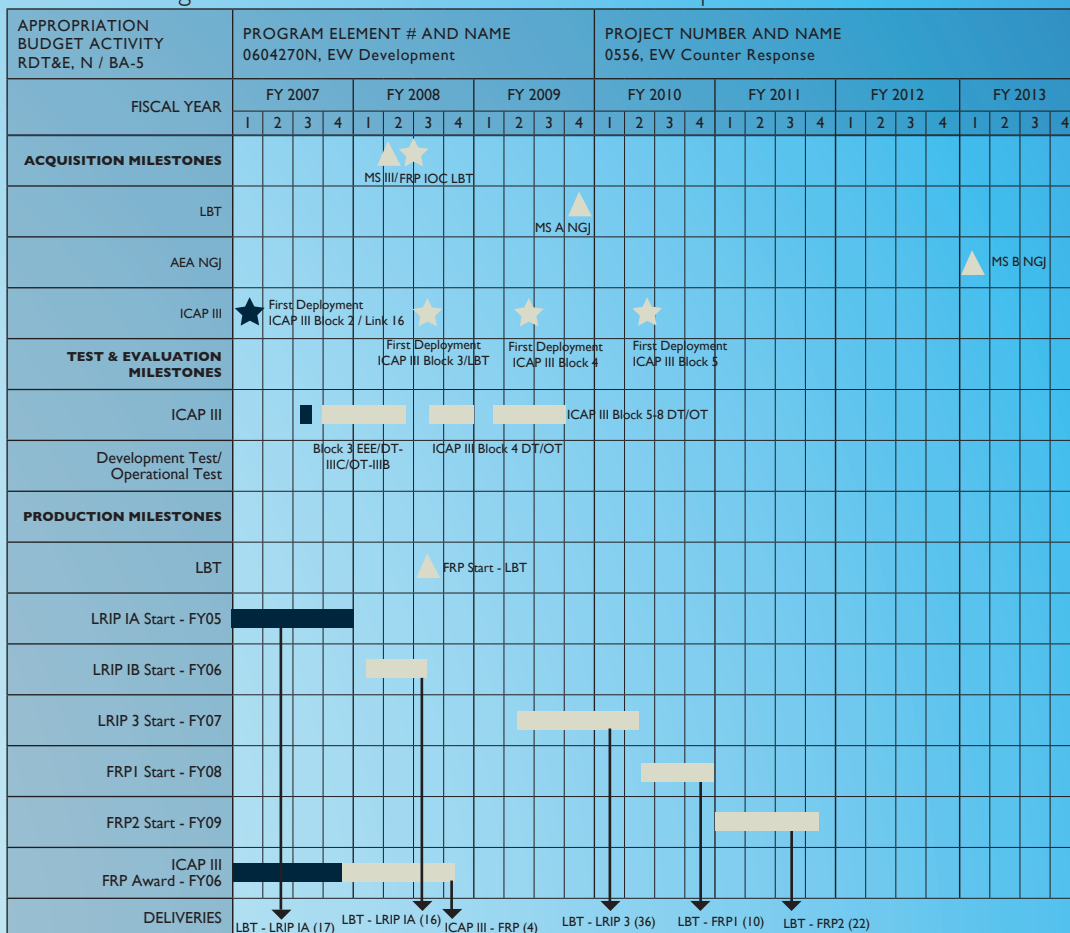 APPROPRIATION
BUDGET ACTIVITY
RDT&E, N / BA-5
PROGRAM ELEMENT # AND NAME
0604270N, EW Development
PROJECT NUMBER AND NAME
0556, EW Counter Response
FISCAL YEAR
FY 2007 FY 2008 FY 2009 FY 2010 FY 2011 FY 2012 FY 2013
1 2 3 4 1 2 3 4 1 2 3 4 1 2 3 4 1 2 3 4 1 2 3 4 1 2 3 4
ACQUISITION MILESTONES
MS III/FRP IOC LBT
LBT
MS A NGJ
AEA NGJ
MS B NGJ
ICAP III
First Deployment
ICAP III Block 2 / Link 16
First Deployment
ICAP III Block 3/LBT
First Deployment
ICAP III Block 4
First Deployment
ICAP III Block 5
TEST & EVALUATION
MILESTONES
ICAP III
ICAP III Block 5-8 DT/OT
Block 3 EEE/DT-
IIIC/OT-IIIB
ICAP III Block 4 DT/OT
Development Test/
Operational Test
PRODUCTION MILESTONES
LBT
FRP Start - LBT
LRIP IA Start - FY05
LRIP IB Start - FY06
LRIP 3 Start - FY07
FRP1 Start - FY08
FRP2 Start - FY09
ICAP III
FRP Award - FY06
DELIVERIES
LBT - LRIP IA (17)
LBT - LRIP IA (16)
ICAP III - FRP (4)
LBT - LRIP 3 (36)
LBT - FRP1 (10)
LBT - FRP2 (22)